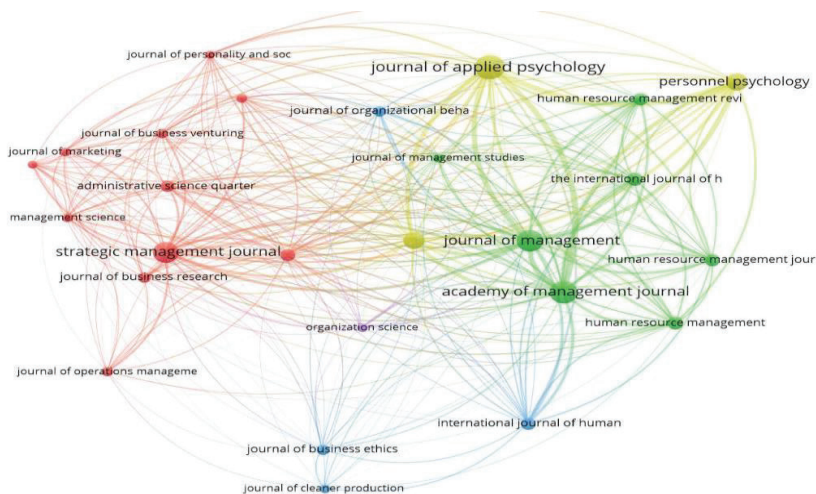 journal of personality and soc
journal of applied psychology
personnel psychology
human resource management revi
journal of organizational beha
journal of business venturing
journal of marketing
journal of management studies
administrative science quarter
the international journal of h
management science
strategic management journal
journal of management
human resource management jour
journal of business research
academy of management journal
organization science
human resource management
journal of operations manageme
international journal of human
journal of business ethics
journal of cleaner production